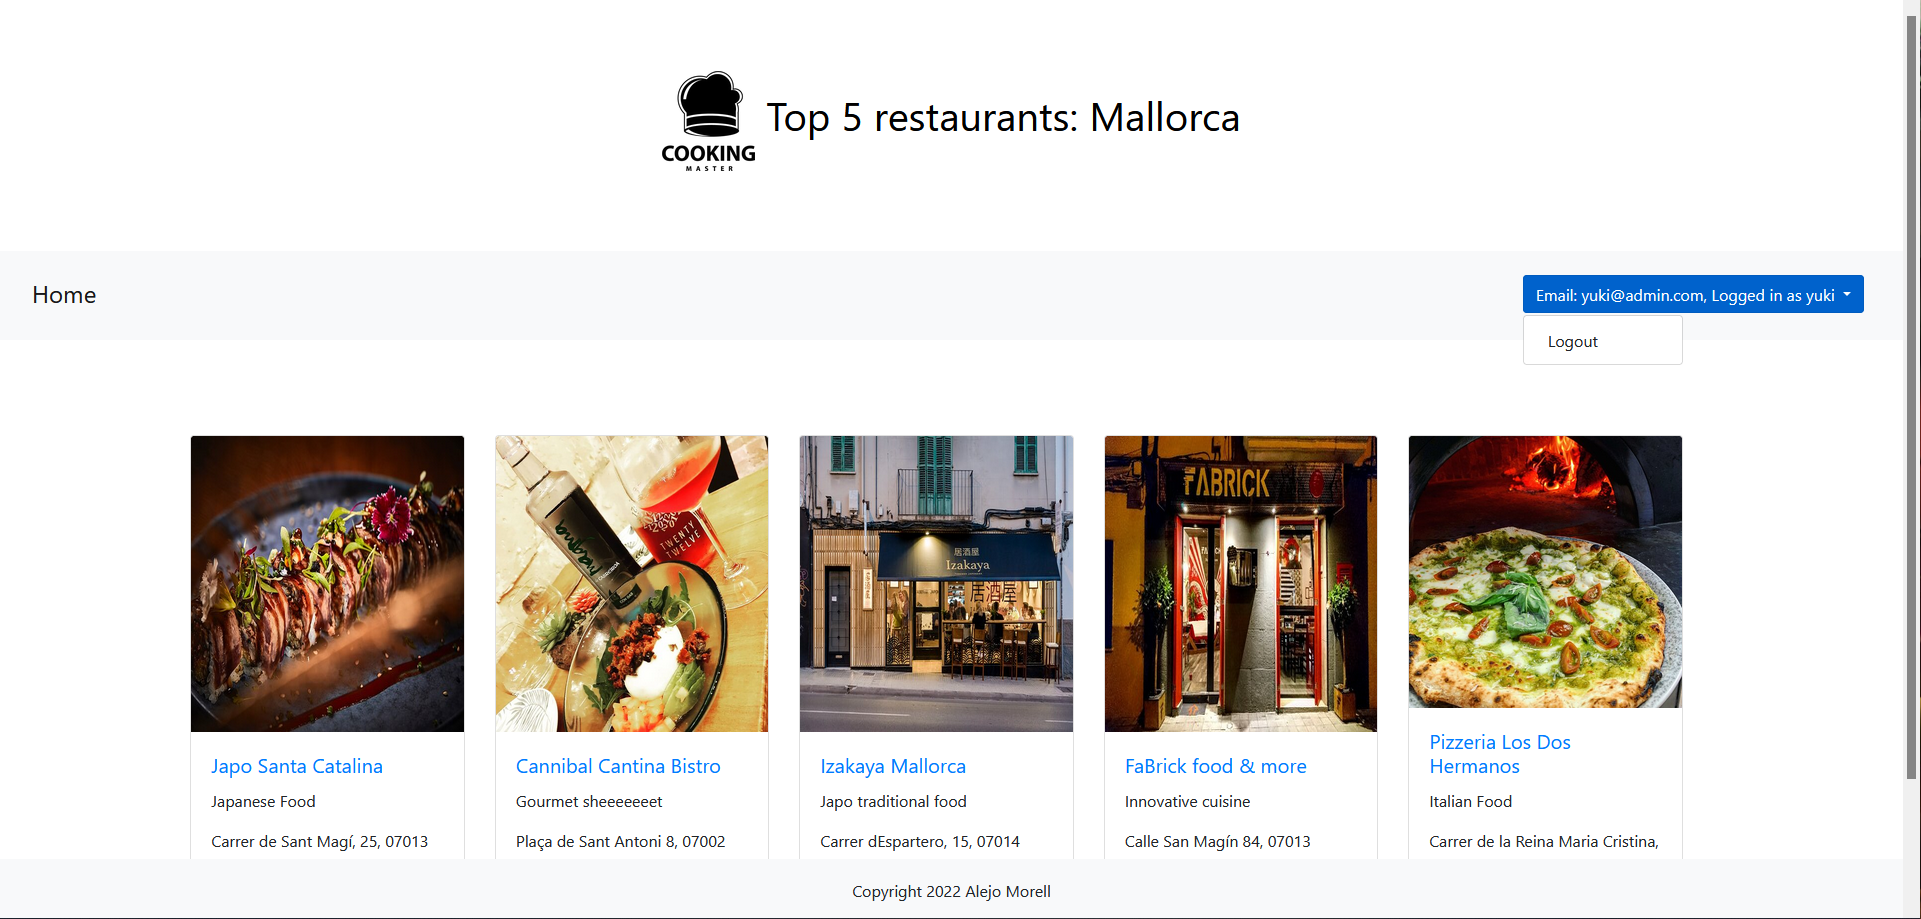 COOKING
MASTER
Top 5 restaurants: Mallorca
Home
Email: yuki@admin.com, Logged in as yuki
Logout
TWENTY
TWELVE
居酒屋
Izakaya
居酒屋
FABRICK
Japo Santa Catalina
Japanese Food
Carrer de Sant Magí, 25, 07013
Cannibal Cantina Bistro
Gourmet sheeeeeeet
Plaça de Sant Antoni 8, 07002
Izakaya Mallorca
Japo traditional food
Carrer dEspartero, 15, 07014
FaBrick food & more
Innovative cuisine
Calle San Magín 84, 07013
Pizzeria Los Dos
Hermanos
Italian Food
Carrer de la Reina Maria Cristina,
Copyright 2022 Alejo Morell